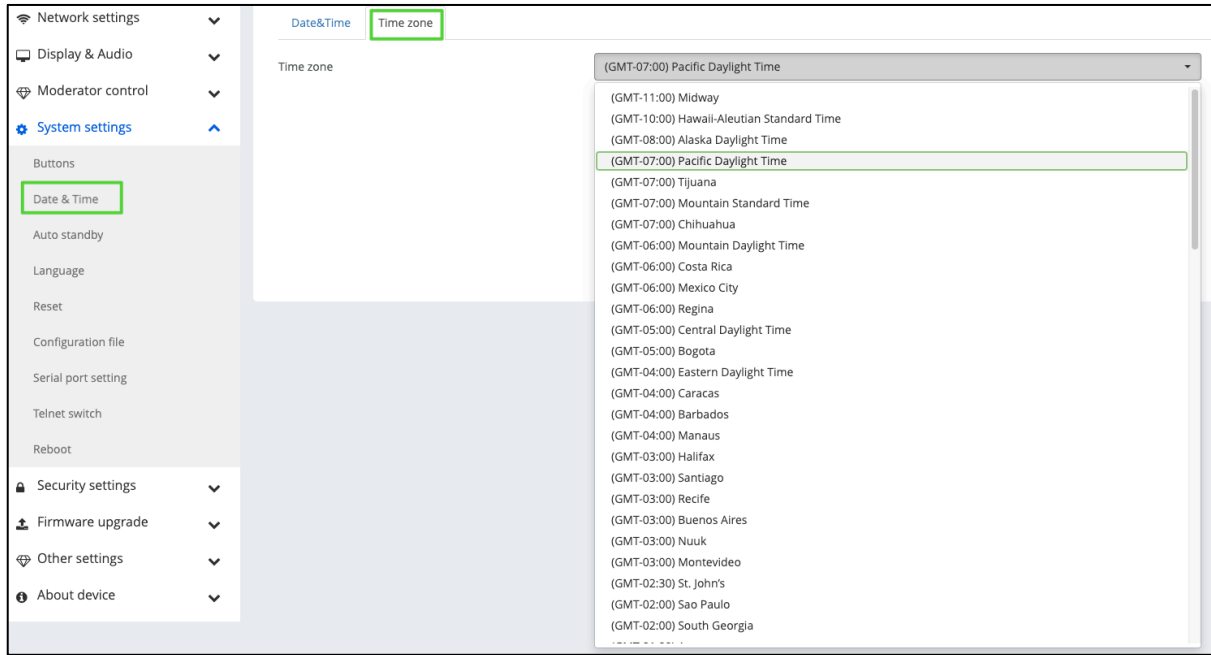 Network settings
Display & Audio
Moderator control
System settings
Buttons
Date & Time
Auto standby
Language
Reset
Configuration file
Serial port setting
Telnet switch
Reboot
Security settings
Firmware upgrade
Other settings
About device
Date&Time
Time zone
Time zone
(GMT-07:00) Pacific Daylight Time
(GMT-11:00) Midway
(GMT-10:00) Hawaii-Aleutian Standard Time
(GMT-08:00) Alaska Daylight Time
(GMT-07:00) Pacific Daylight Time
(GMT-07:00) Tijuana
(GMT-07:00) Mountain Standard Time
(GMT-07:00) Chihuahua
(GMT-06:00) Mountain Daylight Time
(GMT-06:00) Costa Rica
(GMT-06:00) Mexico City
(GMT-06:00) Regina
(GMT-05:00) Central Daylight Time
(GMT-05:00) Bogota
(GMT-04:00) Eastern Daylight Time
(GMT-04:00) Caracas
(GMT-04:00) Barbados
(GMT-04:00) Manaus
(GMT-03:00) Halifax
(GMT-03:00) Santiago
(GMT-03:00) Recife
(GMT-03:00) Buenos Aires
(GMT-03:00) Nuuk
(GMT-03:00) Montevideo
(GMT-02:30) St. John's
(GMT-02:00) Sao Paulo
(GMT-02:00) South Georgia